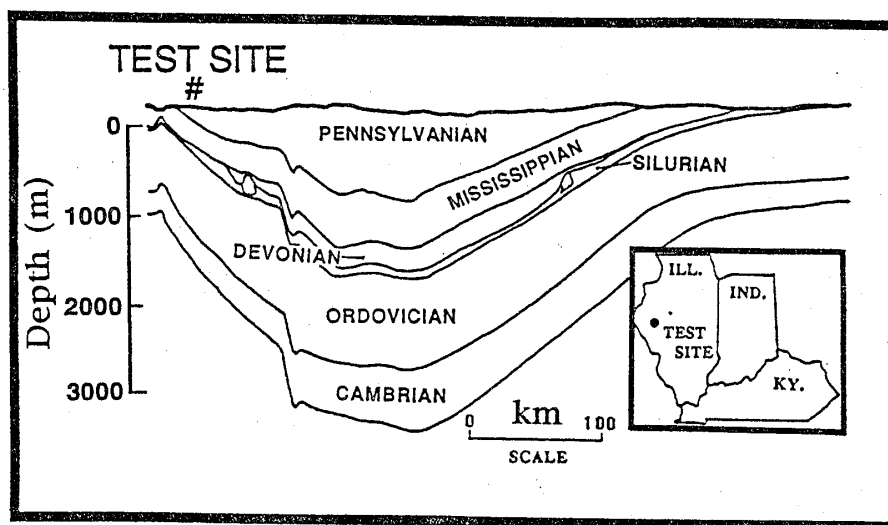 TEST SITE
#
Depth (m)
0
1000
2000
3000
PENNSYLVANIAN
MISSISSIPPIAN
SILURIAN
DEVONIAN
ORDOVICIAN
CAMBRIAN
km
0 100
SCALE
ILL.
IND.
TEST
SITE
KY.